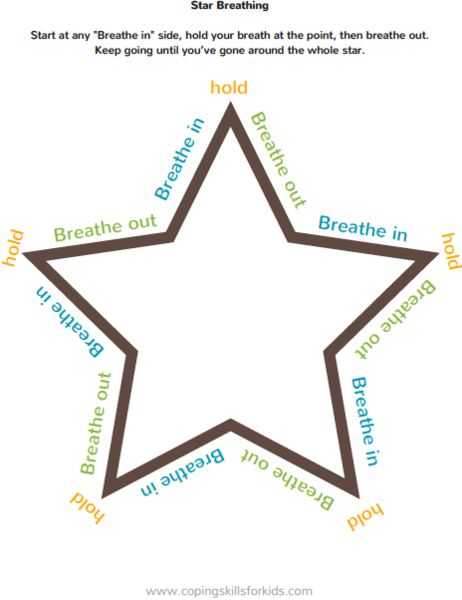 Star Breathing
Start at any "Breathe in" side, hold your breath at the point, then breathe out.
Keep going until you've gone around the whole star.
hold
Breathe in
Breathe out
Breathe in
hold
Breathe out
Breathe in
hold
Breathe out
Breathe in
hold
Breathe out
Breathe in
hold
Breathe out
www.copingskillsforkids.com